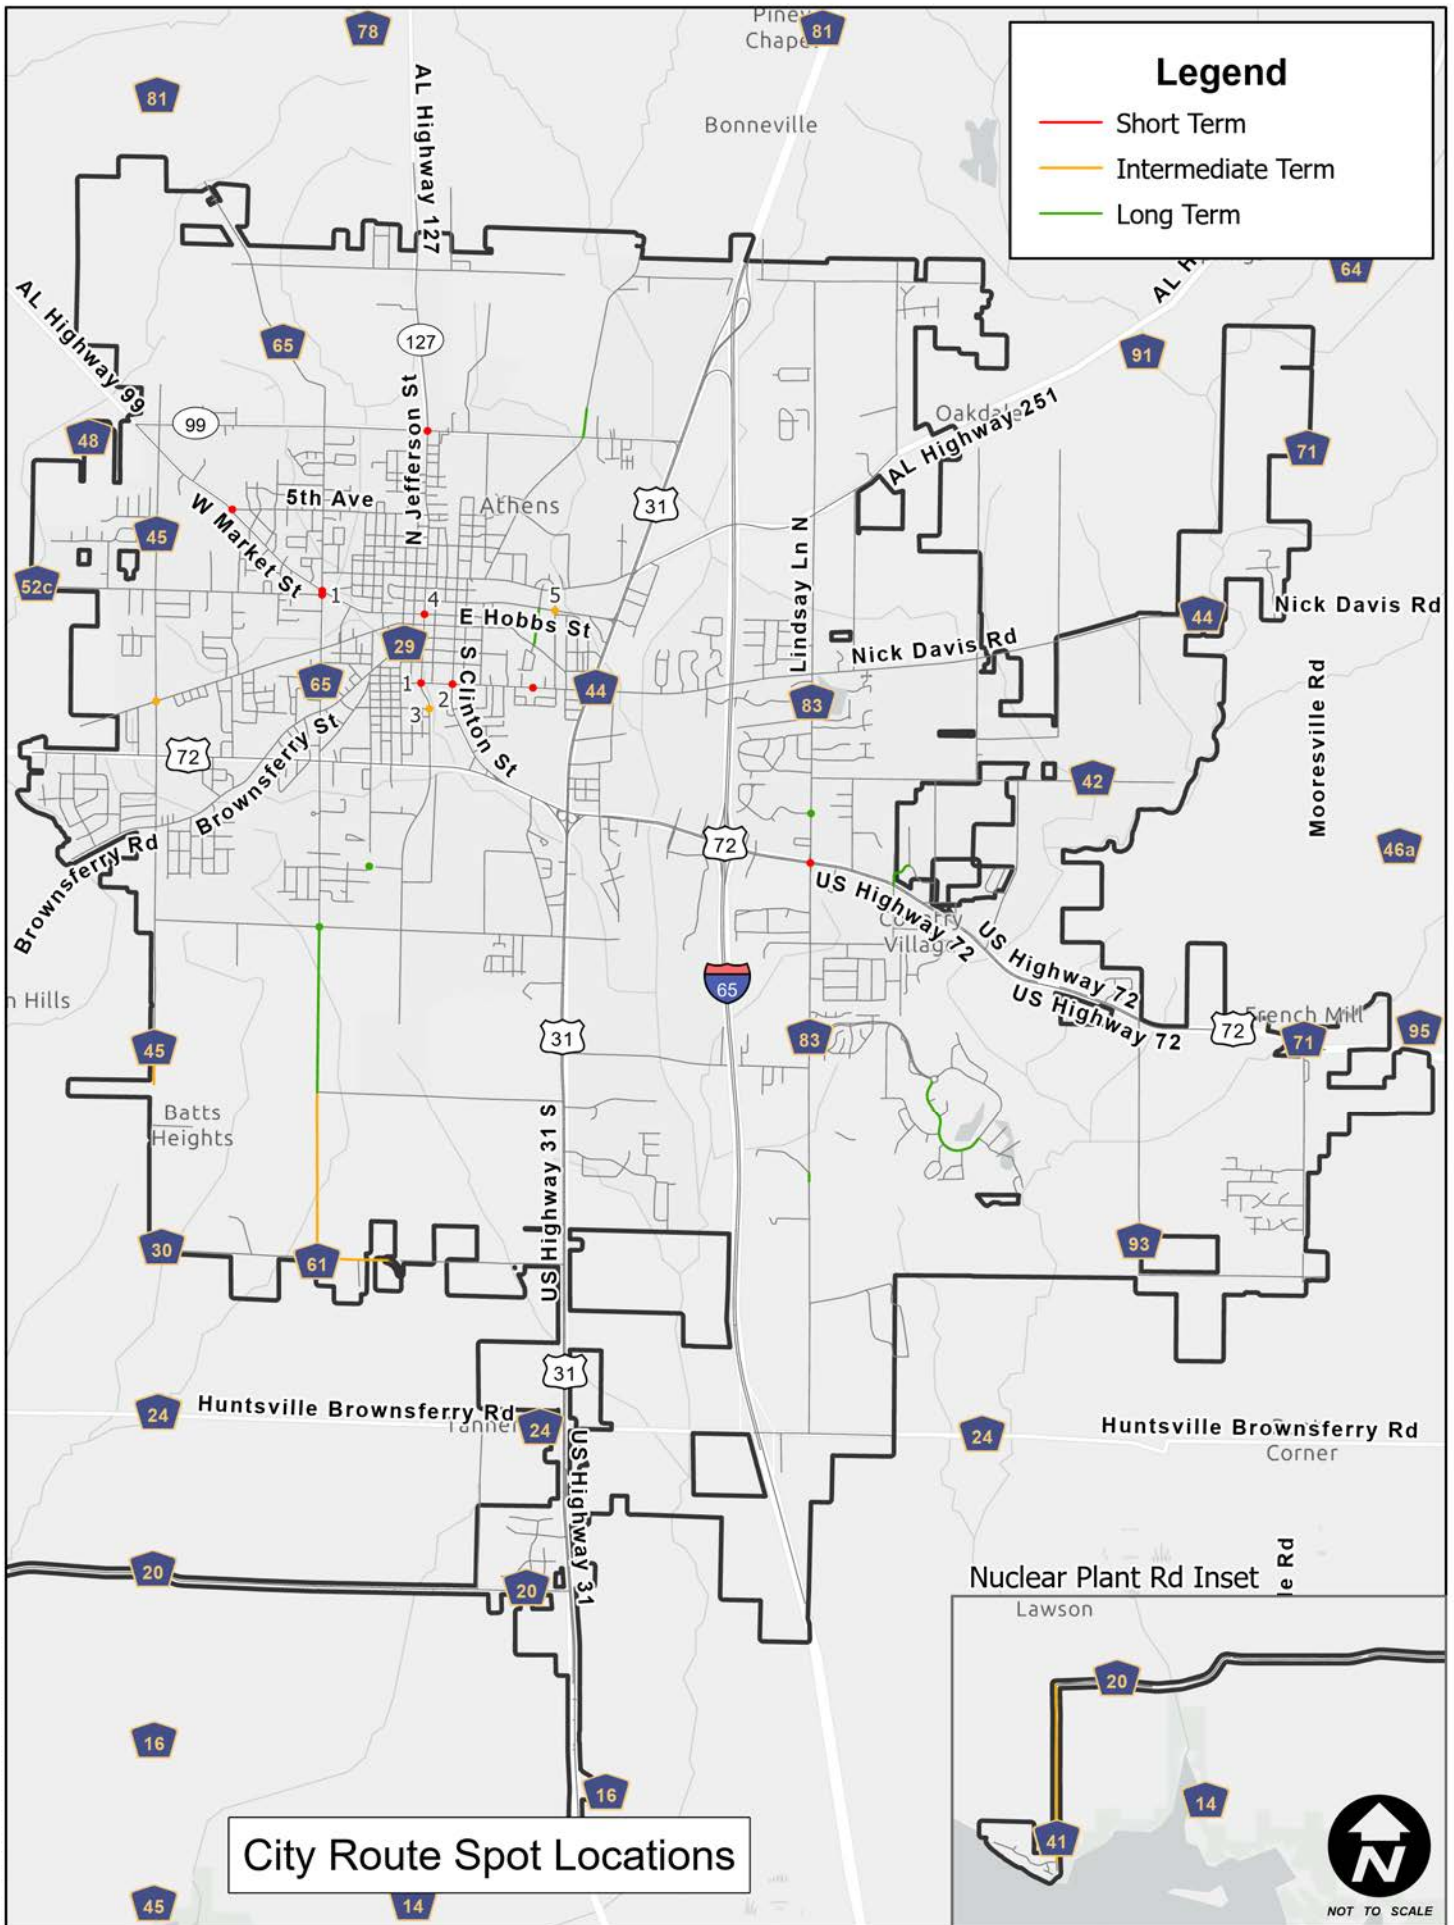 Legend
Short Term
Intermediate Term
Long Term
78
81
Piney
81
Bonneville
81
AL Highway 127
64
AL Highway 99
65
127
91
99
48
N Jefferson St
Oakdale
AL Highway 251
71
5th Ave
Athens
31
W Market St
45
Lindsay Ln N
52c
1
4
5
E Hobbs St
29
44
Nick Davis Rd
Nick Davis Rd
65
1
2
3
S Clinton St
44
83
Mooresville Rd
72
Brownsferry St
42
72
46a
Brownsferry Rd
US Highway 72
Village
US Highway 72
US Highway 72
65
n Hills
31
83
72
French Mill
71
95
45
Batts
Heights
US Highway 31 S
30
61
93
31
24
Huntsville Brownsferry Rd
Tanner
24
24
Huntsville Brownsferry Rd
Corner
US Highway 31
20
20
Nuclear Plant Rd Inset
le Rd
Lawson
20
16
16
14
41
City Route Spot Locations
45
14
N
NOT TO SCALE